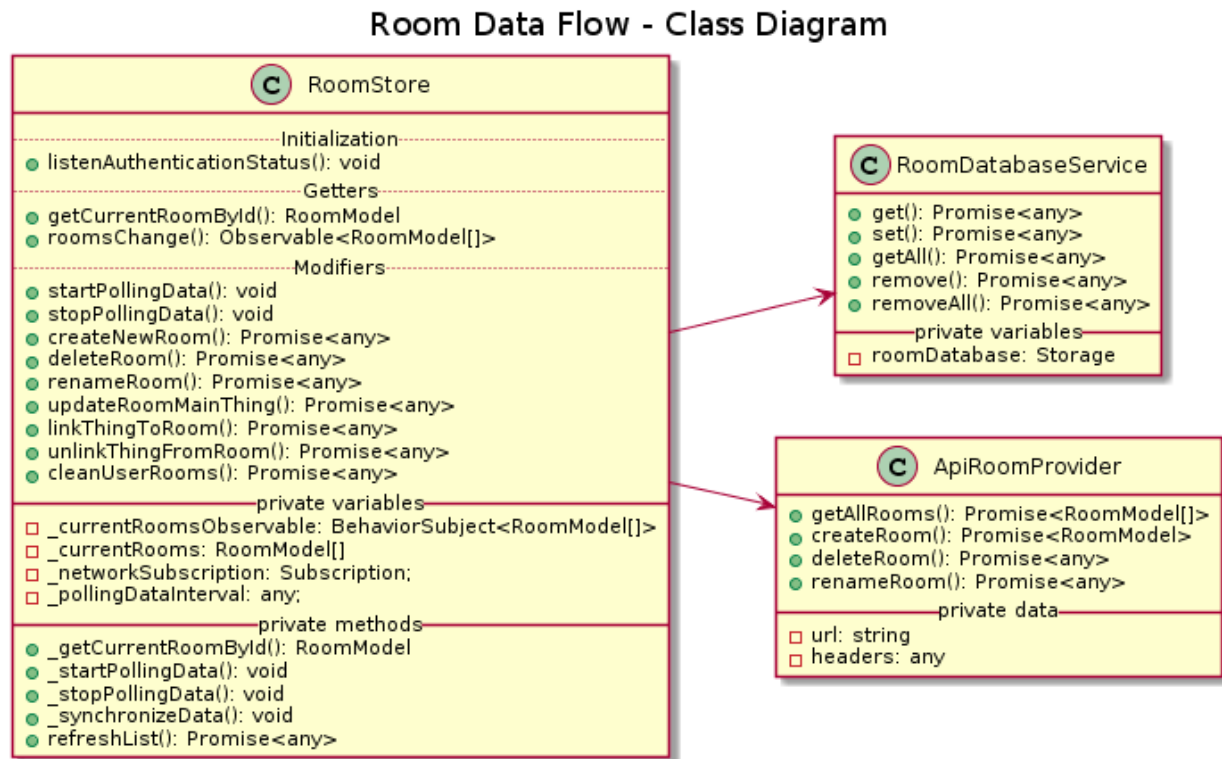 Room Data Flow - Class Diagram
C RoomStore
Initialization
listenAuthenticationStatus(): void
Getters
getCurrentRoomById(): RoomModel
roomsChange(): Observable<RoomModel[]>
Modifiers
startPollingData(): void
stopPollingData(): void
createNewRoom(): Promise<any>
deleteRoom(): Promise<any>
renameRoom(): Promise<any>
updateRoomMainThing(): Promise<any>
linkThingToRoom(): Promise<any>
unlinkThingFromRoom(): Promise<any>
cleanUserRooms(): Promise<any>
private variables
_currentRoomsObservable: BehaviorSubject<RoomModel[]>
_currentRooms: RoomModel[]
_networkSubscription: Subscription;
_pollingDataInterval: any;
private methods
_getCurrentRoomById(): RoomModel
_startPollingData(): void
_stopPollingData(): void
_synchronizeData(): void
refreshList(): Promise<any>
C RoomDatabaseService
get(): Promise<any>
set(): Promise<any>
getAll(): Promise<any>
remove(): Promise<any>
removeAll(): Promise<any>
private variables
roomDatabase: Storage
C ApiRoomProvider
getAllRooms(): Promise<RoomModel[]>
createRoom(): Promise<RoomModel>
deleteRoom(): Promise<any>
renameRoom(): Promise<any>
private data
url: string
headers: any